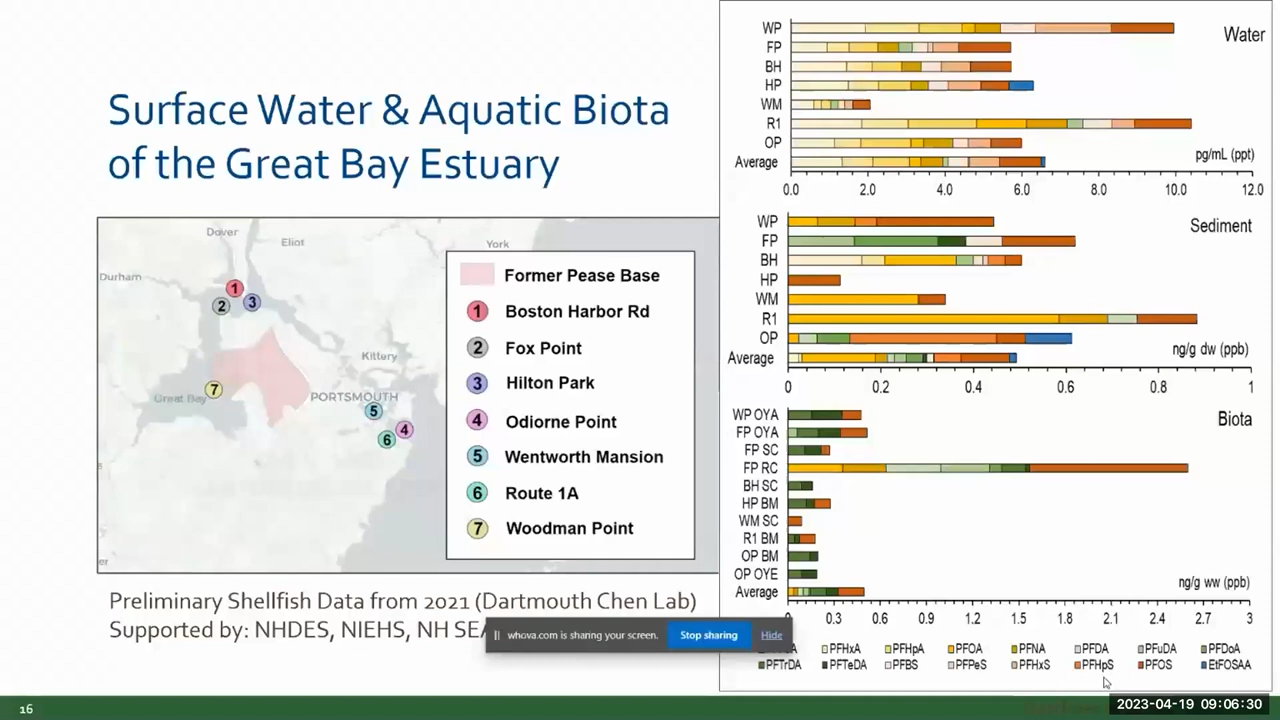 Surface Water & Aquatic Biota
of the Great Bay Estuary
Dover
Eliot
York
Durham
Kittery
PORTSMOUTH
Great Bay
1
2
3
7
5
4
6
Former Pease Base
1 Boston Harbor Rd
2 Fox Point
3 Hilton Park
4 Odiorne Point
5 Wentworth Mansion
6 Route 1A
7 Woodman Point
Preliminary Shellfish Data from 2021 (Dartmouth Chen Lab)
Supported by: NHDES, NIEHS, NH
whova.com is sharing your screen. Stop sharing Hide
Water
WP
FP
BH
HP
WM
R1
OP
Average
pg/mL (ppt)
0.0 2.0 4.0 6.0 8.0 10.0 12.0
Sediment
WP
FP
BH
HP
WM
R1
OP
Average
ng/g dw (ppb)
0 0.2 0.4 0.6 0.8 1
Biota
WP OYA
FP OYA
FP SC
FP RC
BH SC
HP BM
WM SC
R1 BM
OP BM
OP OYE
Average
ng/g ww (ppb)
0 0.3 0.6 0.9 1.2 1.5 1.8 2.1 2.4 2.7 3
PFHxA PFHpA PFOA PFNA PFDA PFuDA PFDoA
PFTrDA PFTeDA PFBS PFPeS PFHxS PFHpS PFOS EtFOSAA
16
2023-04-19 09:06:30